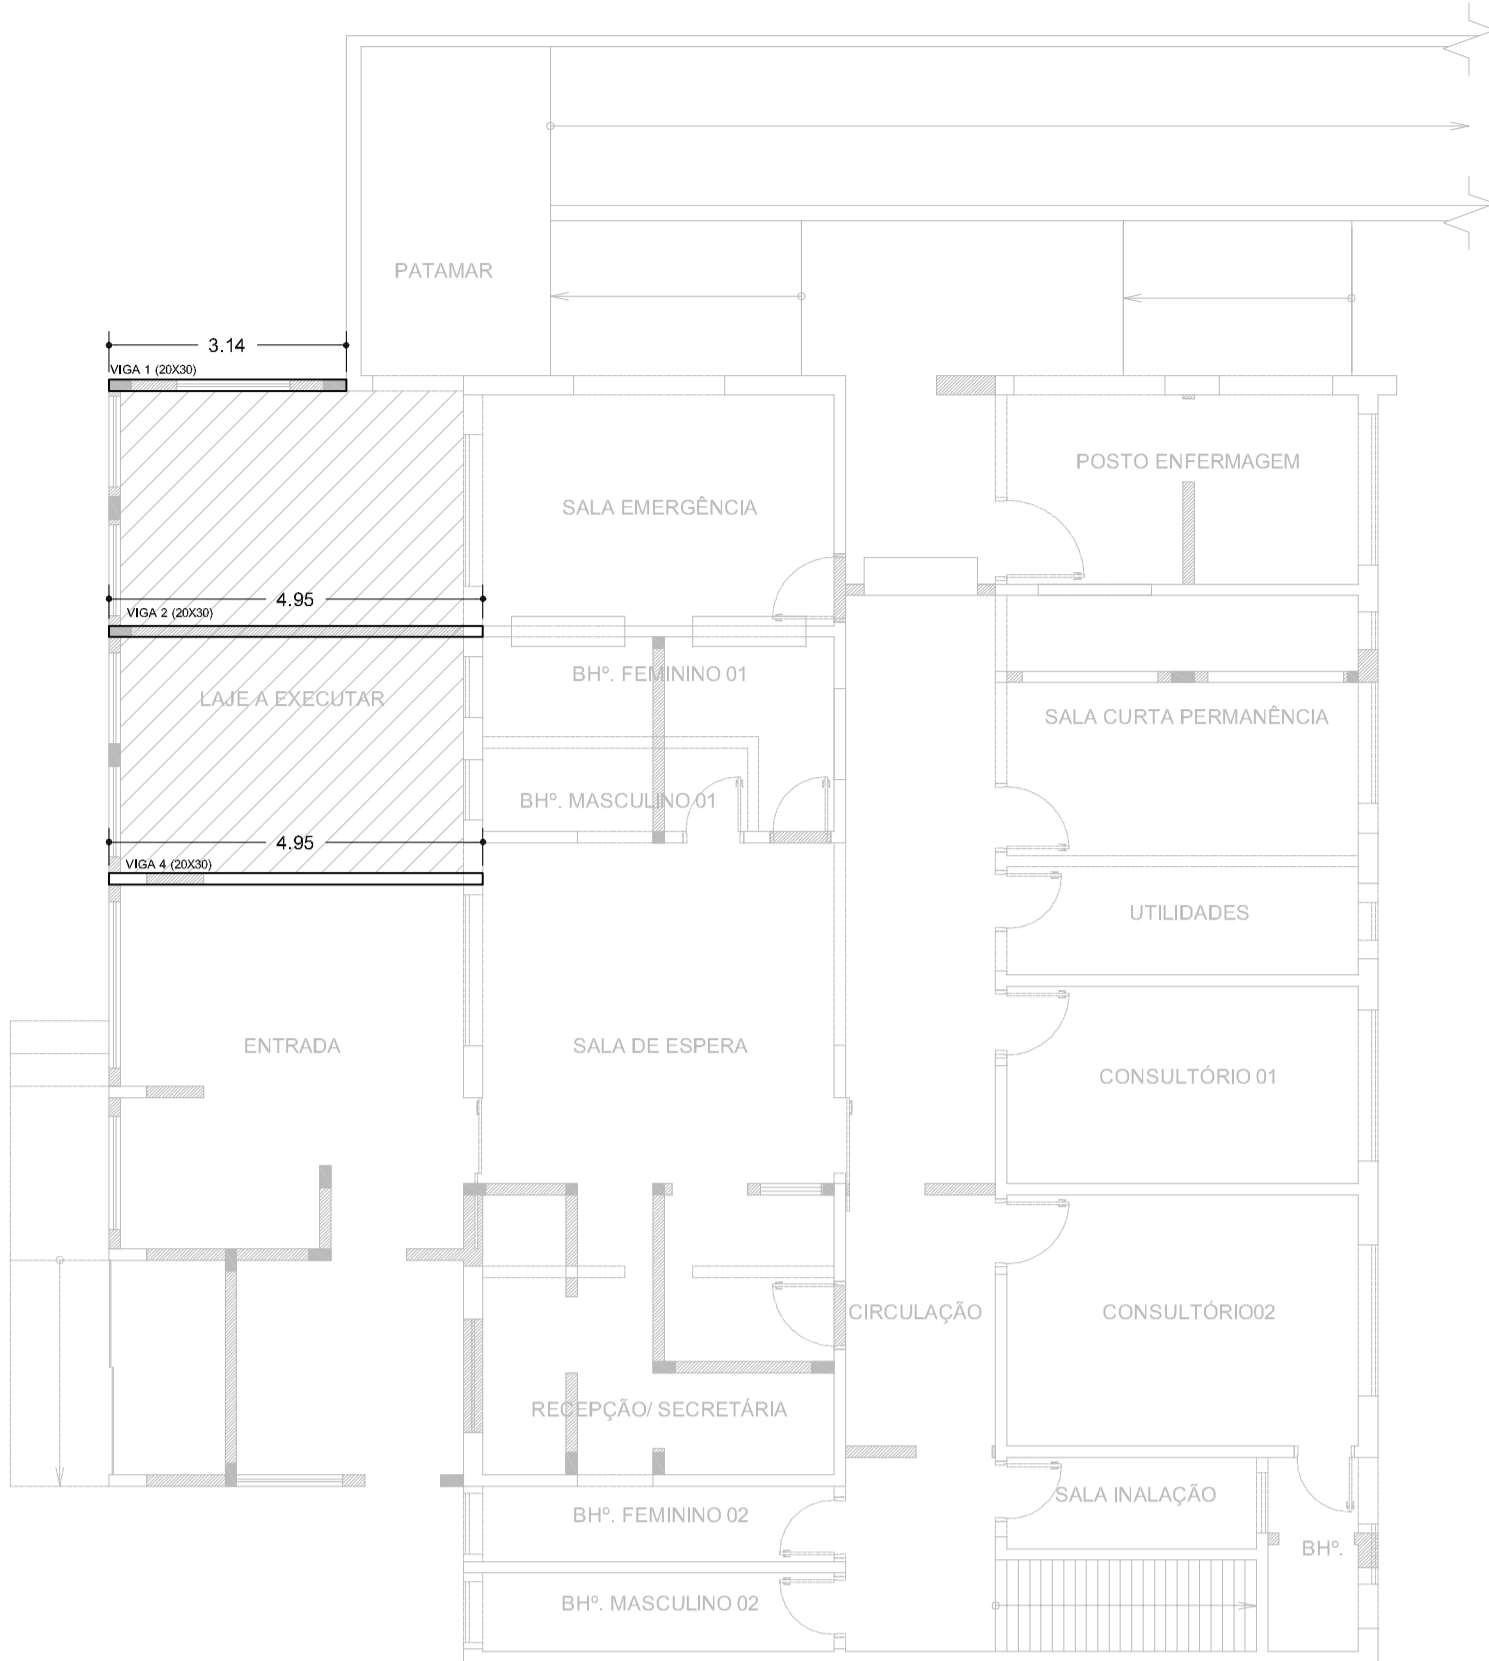 PATAMAR
3.14
VIGA 1 (20X30)
POSTO ENFERMAGEM
SALA EMERGÊNCIA
4.95
VIGA 2 (20X30)
BHº. FEMININO 01
LAJE A EXECUTAR
SALA CURTA PERMANÊNCIA
BHº. MASCULINO 01
4.95
VIGA 4 (20X30)
UTILIDADES
ENTRADA
SALA DE ESPERA
CONSULTÓRIO 01
CIRCULAÇÃO
CONSULTÓRIO02
RECEPÇÃO/ SECRETÁRIA
SALA INALAÇÃO
BHº. FEMININO 02
BHº.
BHº. MASCULINO 02